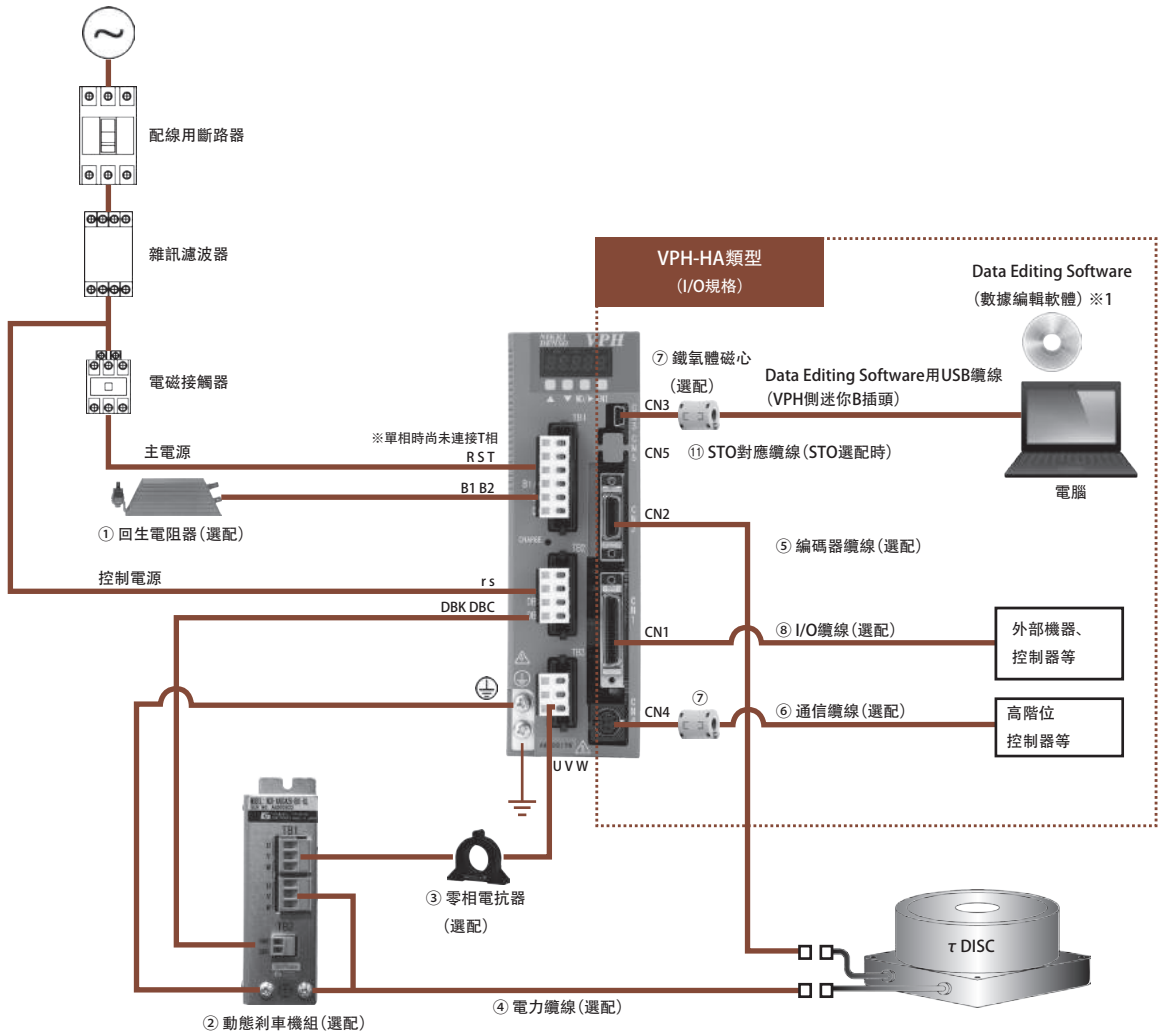 配線用斷路器
雜訊濾波器
電磁接觸器
VPH-HA類型
（I/O規格）
Data Editing Software
（數據編輯軟體）※1
NIKKI
DENSO
VPH
⑦ 鐵氧體磁心
（選配）
Data Editing Software用USB纜線
（VPH側迷你B插頭）
CN3
TB1
※單相時尚未連接T相
CN5
⑪ STO對應纜線（STO選配時）
主電源
R S T
電腦
B1 B2
CN2
① 回生電阻器（選配）
CHARGE
TB2
⑤ 編碼器纜線（選配）
控制電源
r s
DBK DBC
CN1
⑧ I/O纜線（選配）
外部機器、
控制器等
TB3
⑦
CN4
⑥ 通信纜線（選配）
高階位
控制器等
U V W
TB1
U
V
W
U
V
W
③ 零相電抗器
（選配）
TB2
τ DISC
④ 電力纜線（選配）
② 動態剎車機組（選配）